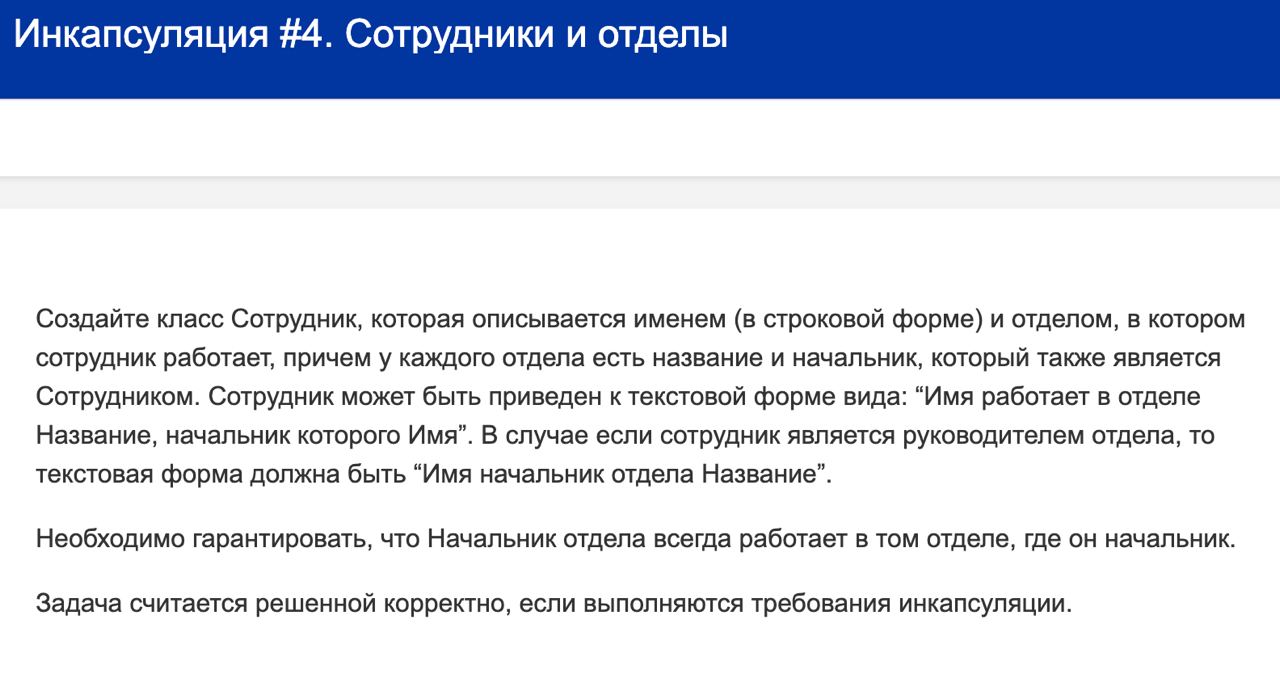 Инкапсуляция #4. Сотрудники и отделы
Создайте класс Сотрудник, которая описывается именем (в строковой форме) и отделом, в котором
сотрудник работает, причем у каждого отдела есть название и начальник, который также является
Сотрудником. Сотрудник может быть приведен к текстовой форме вида: “Имя работает в отделе
Название, начальник которого Имя”. В случае если сотрудник является руководителем отдела, то
текстовая форма должна быть “Имя начальник отдела Название”.
Необходимо гарантировать, что Начальник отдела всегда работает в том отделе, где он начальник.
Задача считается решенной корректно, если выполняются требования инкапсуляции.